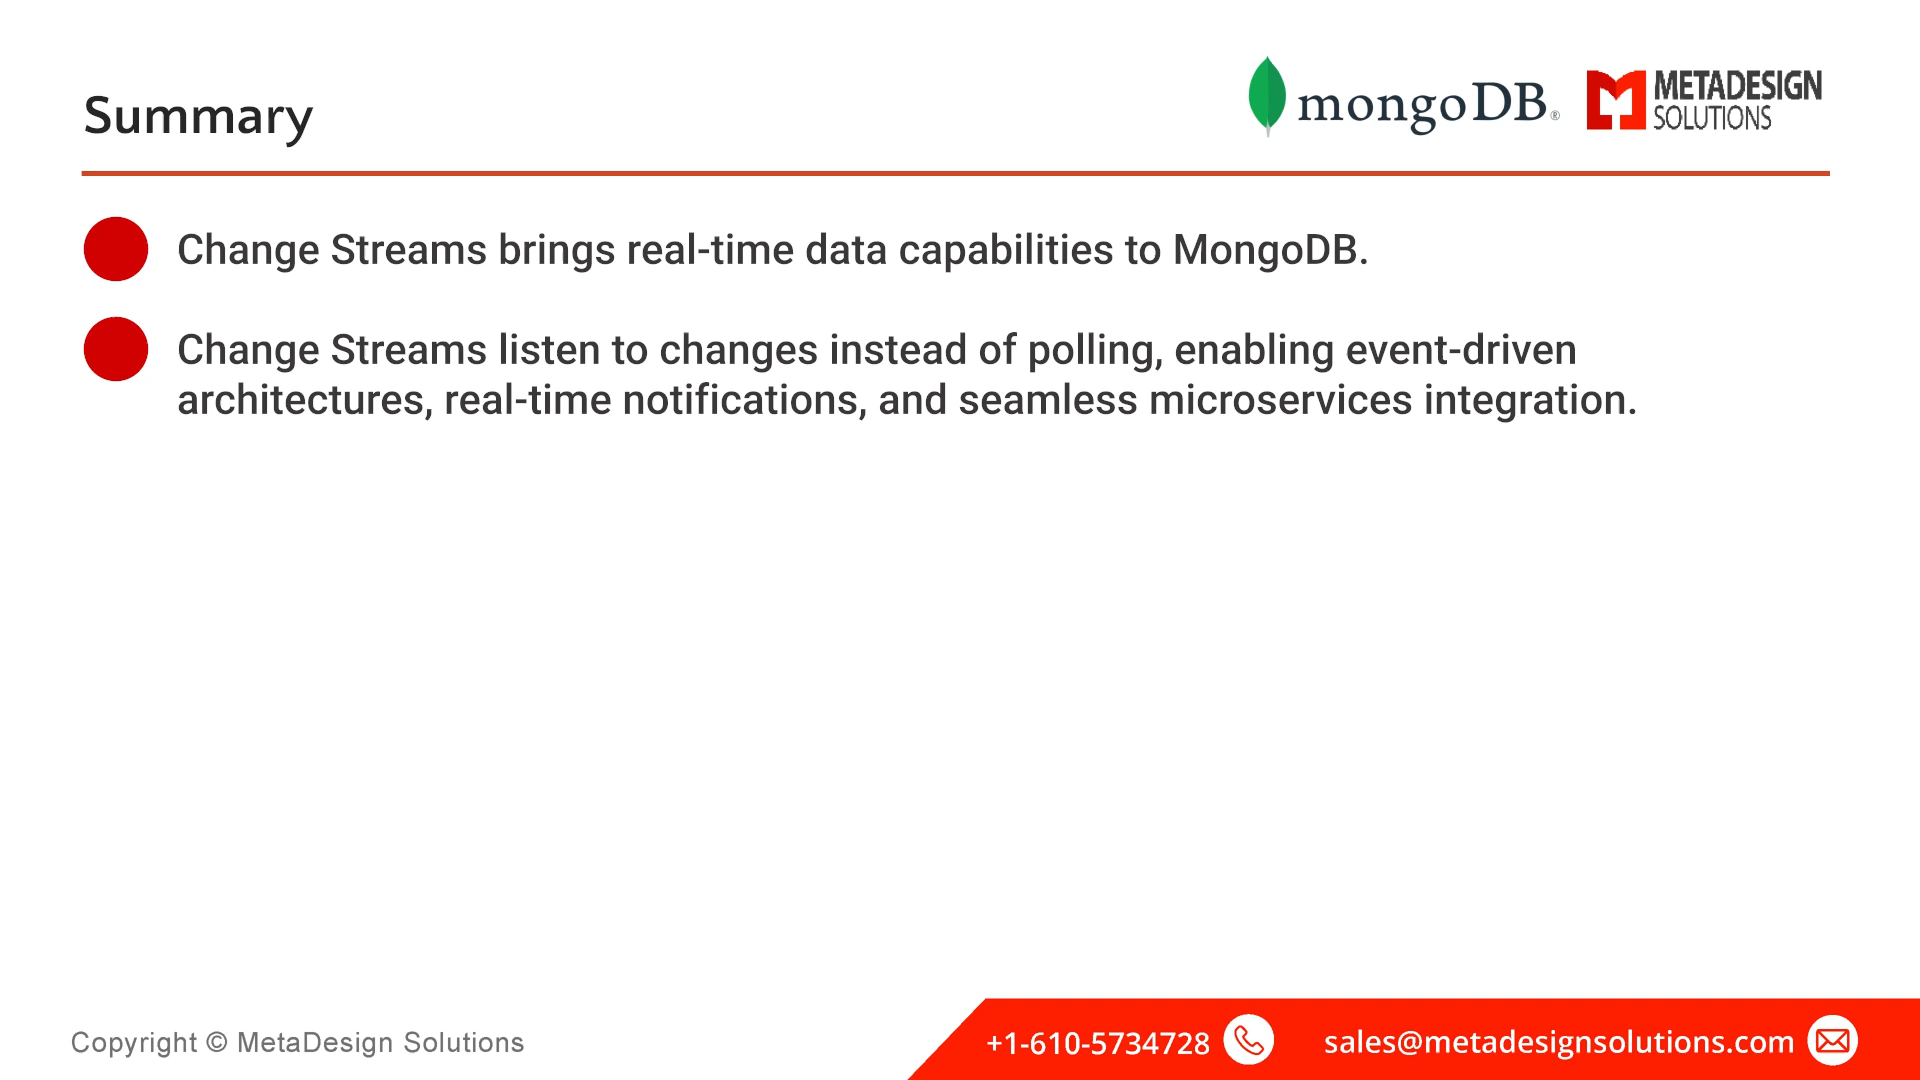 Summary
mongoDB®
METADESIGN
SOLUTIONS
Change Streams brings real-time data capabilities to MongoDB.
Change Streams listen to changes instead of polling, enabling event-driven
architectures, real-time notifications, and seamless microservices integration.
Copyright © MetaDesign Solutions
+1-610-5734728
sales@metadesignsolutions.com